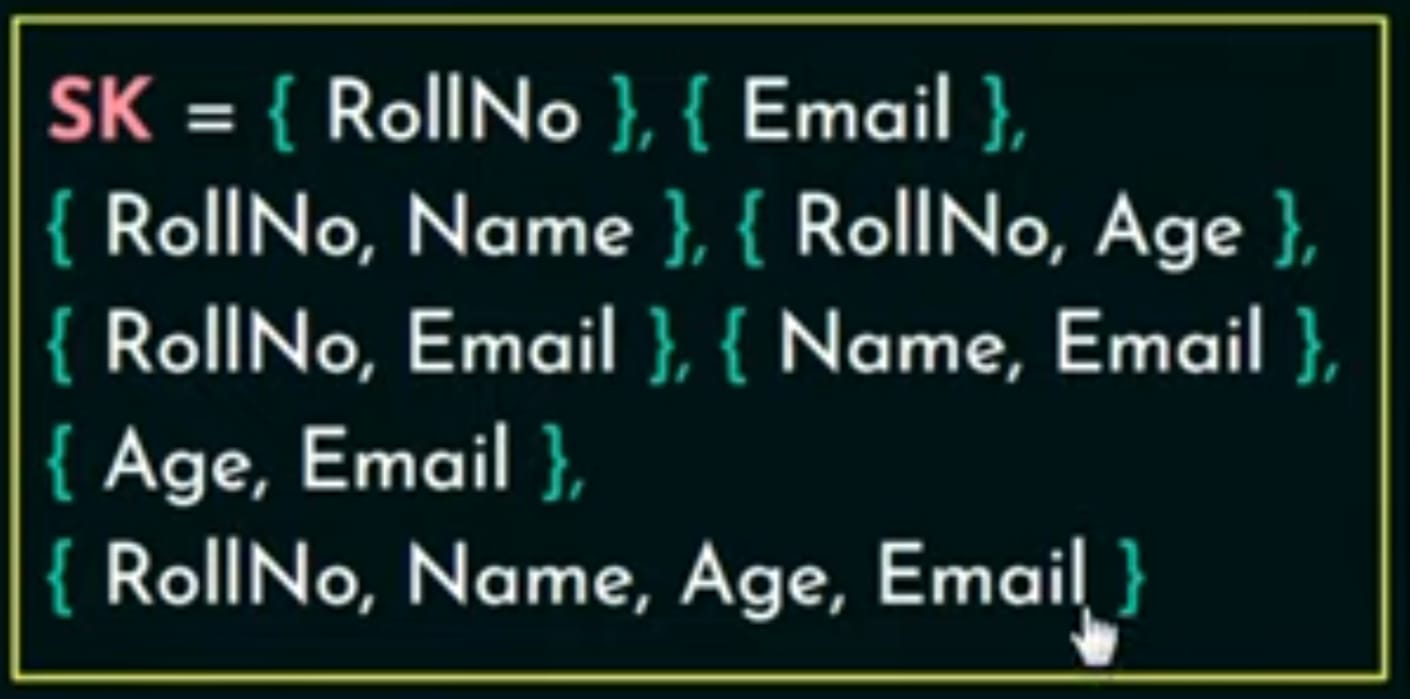 SK = { RollNo }, { Email },
{ RollNo, Name }, { RollNo, Age },
{ RollNo, Email }, { Name, Email },
{ Age, Email },
{ RollNo, Name, Age, Email }